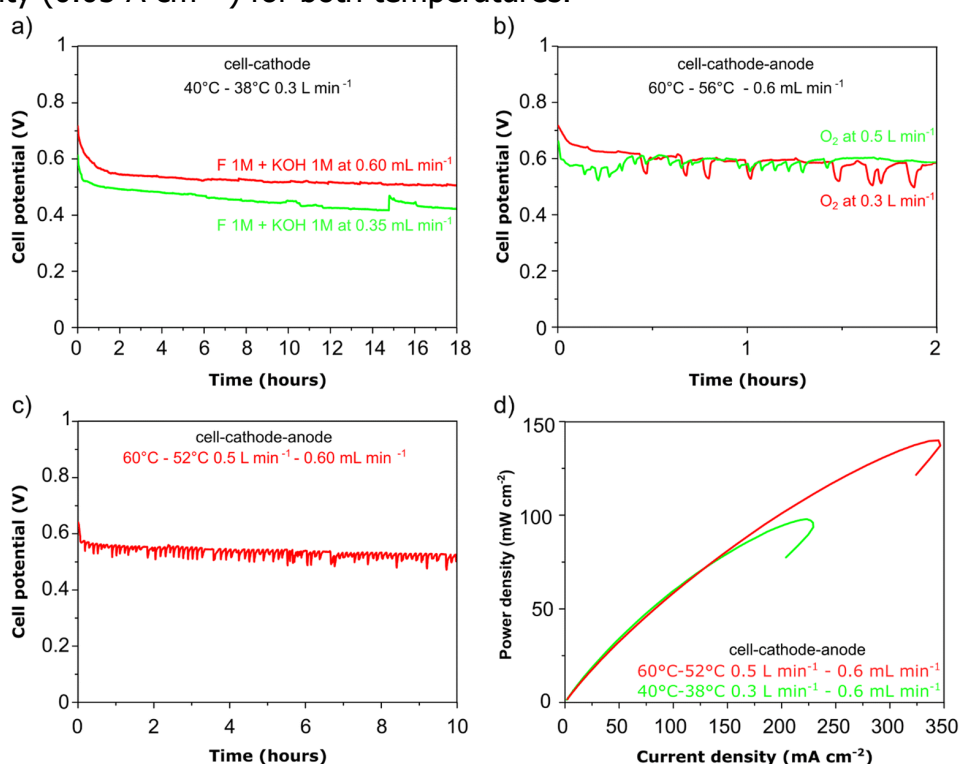 a)
1
0.8
0.6
0.4
0.2
0
Cell potential (V)
cell-cathode
40°C - 38°C 0.3 L min⁻¹
F 1M + KOH 1M at 0.60 mL min⁻¹
F 1M + KOH 1M at 0.35 mL min⁻¹
0 2 4 6 8 10 12 14 16 18
Time (hours)
b)
1
0.8
0.6
0.4
0.2
0
Cell potential (V)
cell-cathode-anode
60°C - 56°C - 0.6 mL min⁻¹
O₂ at 0.5 L min⁻¹
O₂ at 0.3 L min⁻¹
0 1 2
Time (hours)
c)
1
0.8
0.6
0.4
0.2
0
Cell potential (V)
cell-cathode-anode
60°C - 52°C 0.5 L min⁻¹ - 0.60 mL min ⁻¹
0 2 4 6 8 10
Time (hours)
d)
150
100
50
0
Power density (mW cm⁻²)
cell-cathode-anode
60°C-52°C 0.5 L min⁻¹ - 0.6 mL min⁻¹
40°C-38°C 0.3 L min⁻¹ - 0.6 mL min⁻¹
0 50 100 150 200 250 300 350
Current density (mA cm⁻²)